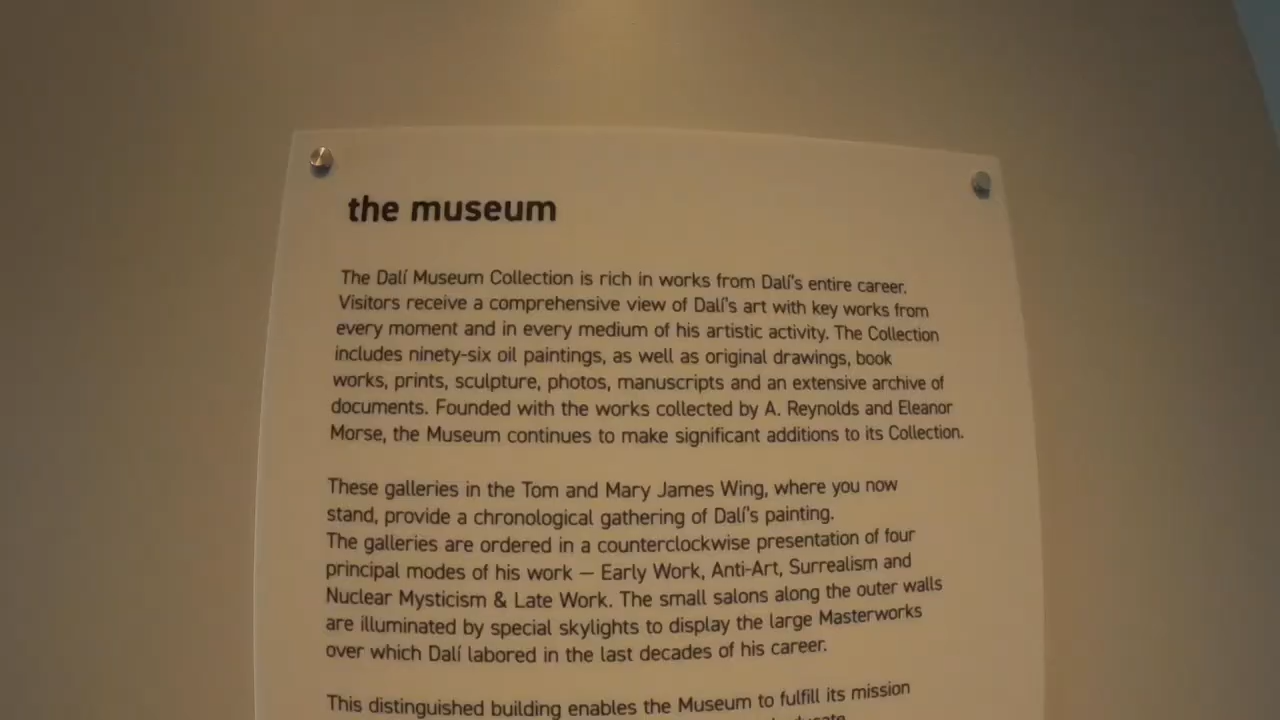 the museum
The Dalí Museum Collection is rich in works from Dalí's entire career.
Visitors receive a comprehensive view of Dalí's art with key works from
every moment and in every medium of his artistic activity. The Collection
includes ninety-six oil paintings, as well as original drawings, book
works, prints, sculpture, photos, manuscripts and an extensive archive of
documents. Founded with the works collected by A. Reynolds and Eleanor
Morse, the Museum continues to make significant additions to its Collection.
These galleries in the Tom and Mary James Wing, where you now
stand, provide a chronological gathering of Dalí's painting.
The galleries are ordered in a counterclockwise presentation of four
principal modes of his work — Early Work, Anti-Art, Surrealism and
Nuclear Mysticism & Late Work. The small salons along the outer walls
are illuminated by special skylights to display the large Masterworks
over which Dalí labored in the last decades of his career.
This distinguished building enables the Museum to fulfill its mission